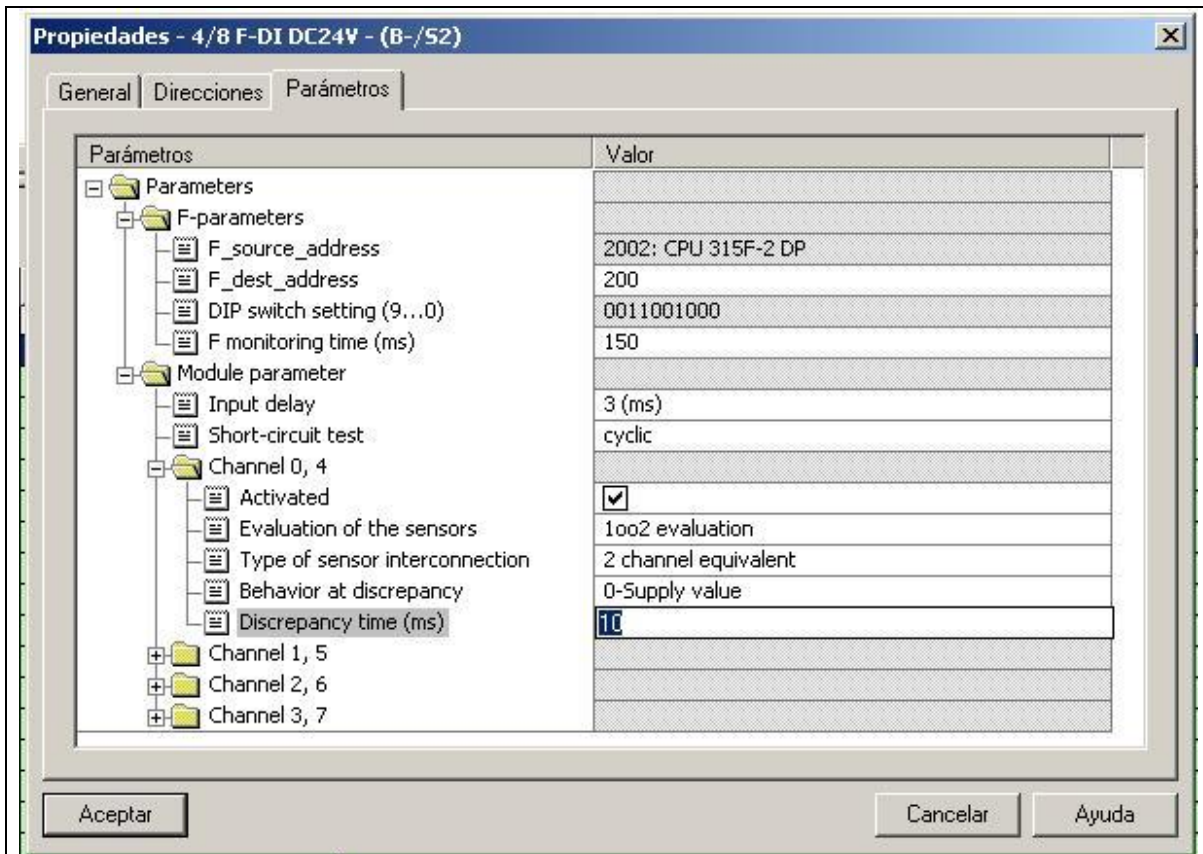 Propiedades - 4/8 F-DI DC24V - (B-/S2)
General Direcciones Parámetros
Parámetros Valor
Parameters
F-parameters
F_source_address 2002: CPU 315F-2 DP
F_dest_address 200
DIP switch setting (9...0) 0011001000
F monitoring time (ms) 150
Module parameter
Input delay 3 (ms)
Short-circuit test cyclic
Channel 0, 4
Activated
Evaluation of the sensors 1oo2 evaluation
Type of sensor interconnection 2 channel equivalent
Behavior at discrepancy 0-Supply value
Discrepancy time (ms) 10
Channel 1, 5
Channel 2, 6
Channel 3, 7
Aceptar Cancelar Ayuda